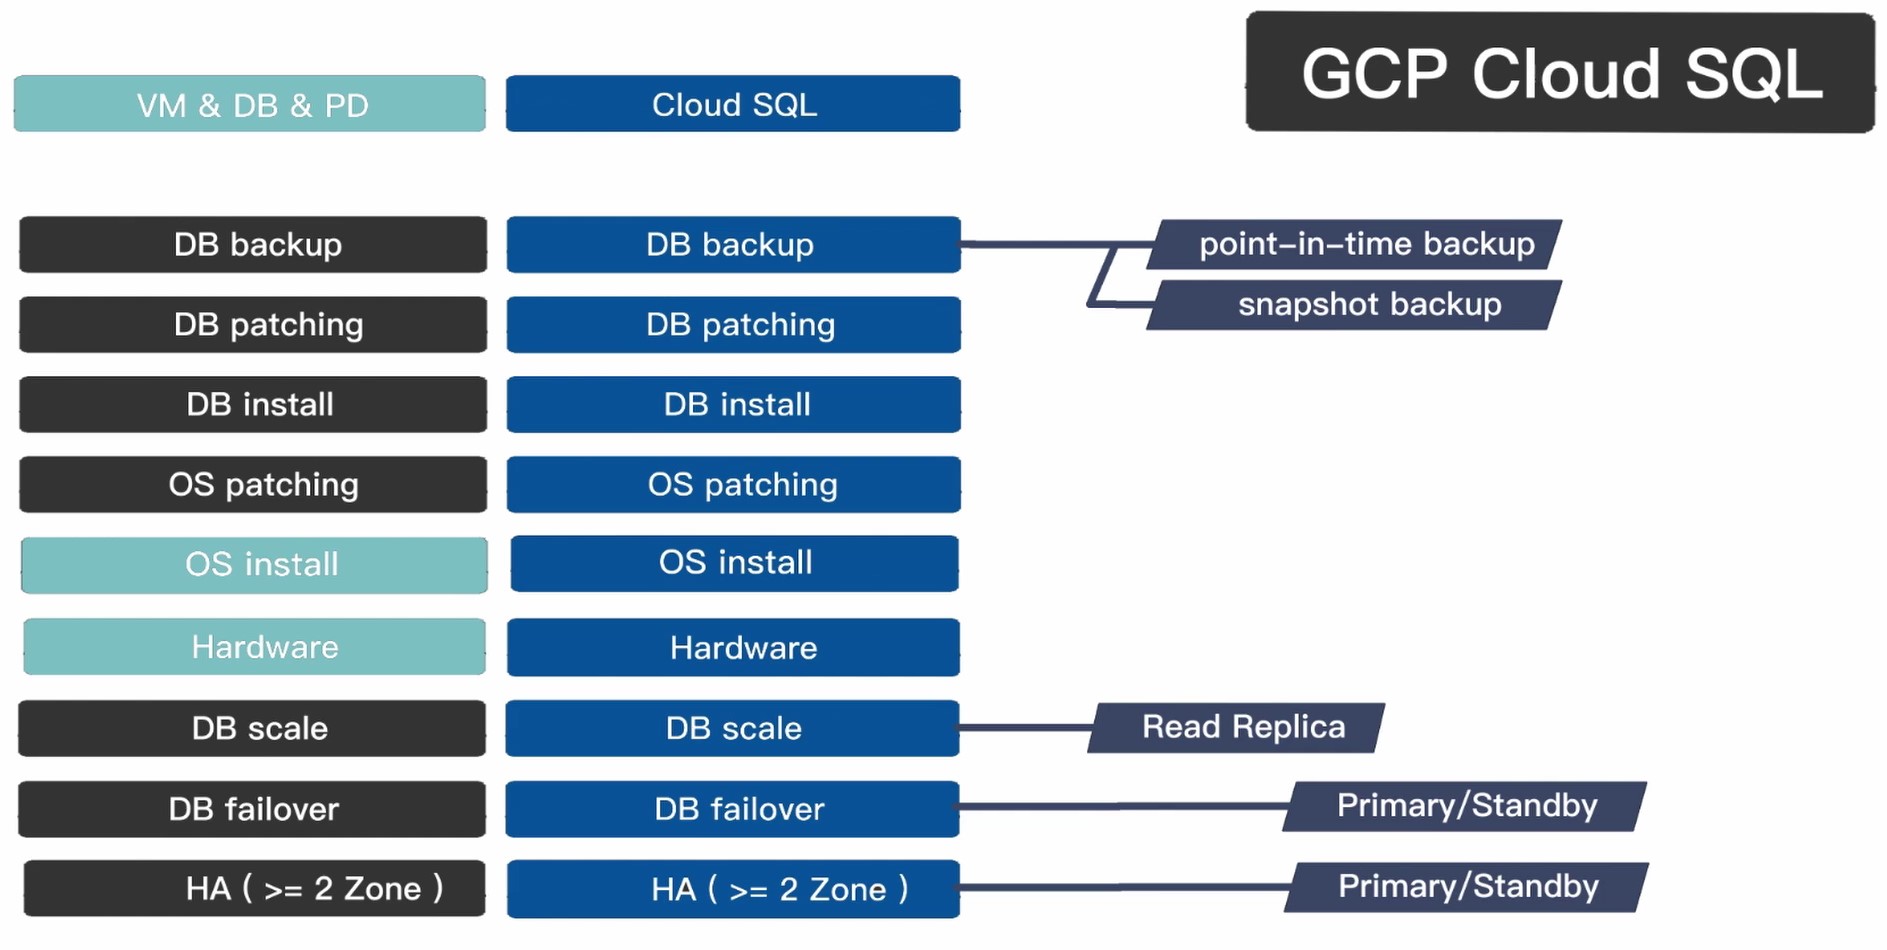 GCP Cloud SQL
VM & DB & PD
Cloud SQL
DB backup
DB backup
point-in-time backup
snapshot backup
DB patching
DB patching
DB install
DB install
OS patching
OS patching
OS install
OS install
Hardware
Hardware
DB scale
DB scale
Read Replica
DB failover
DB failover
Primary/Standby
HA ( >= 2 Zone )
HA ( >= 2 Zone )
Primary/Standby